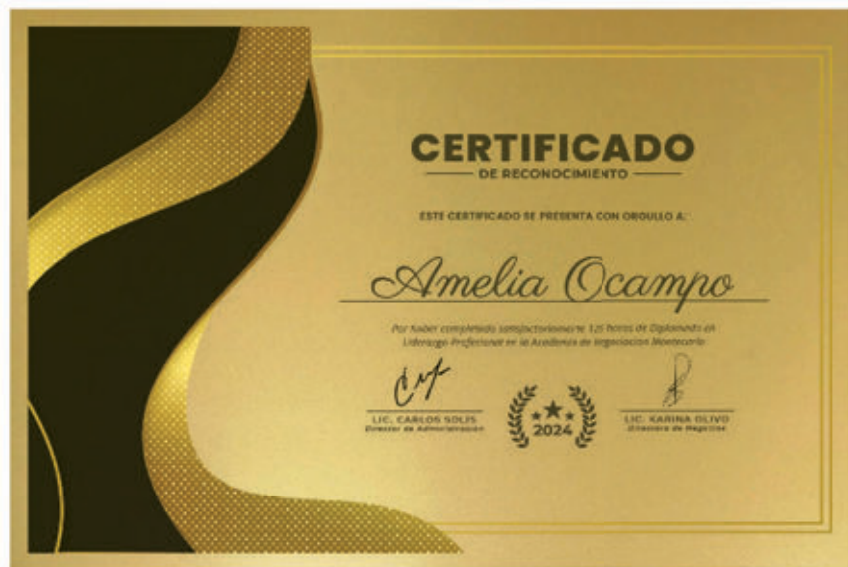 CERTIFICADO
DE RECONOCIMIENTO
ESTE CERTIFICADO SE PRESENTA CON ORGULLO A:
Amelia Ocampo
Por haber completado satisfactoriamente 125 horas de Diplomado en
Liderazgo Profesional en la Academia de Negociación Montecarlo
LIC. CARLOS SOLÍS
Director de Administración
2024
LIC. KARINA OLIVO
Directora de Negocios